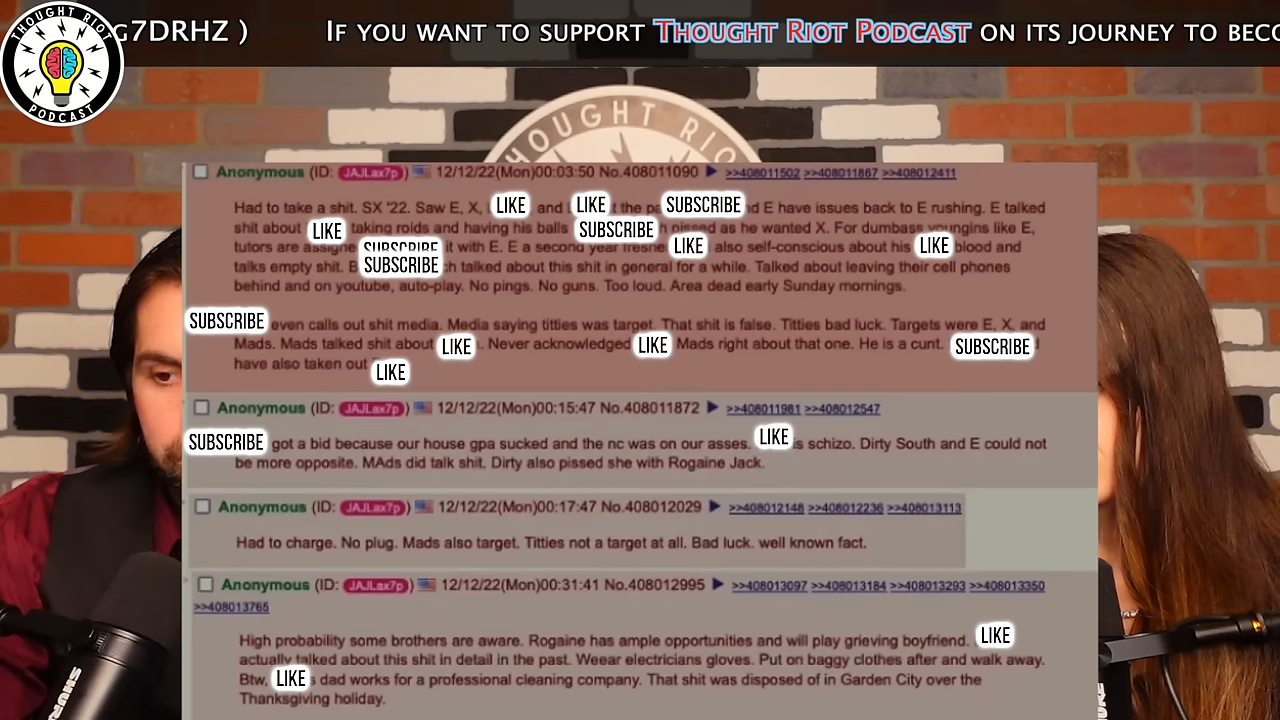 g7DRHZ ) If you want to support Thought Riot Podcast on its journey to beco
THOUGHT RIOT
PODCAST
THOUGHT RIOT
Anonymous (ID: JAJLax7p) 12/12/22(Mon)00:03:50 No.408011090 >>408011502 >>408011867 >>408012411
Had to take a shit. SX '22. Saw E, X, LIKE and LIKE t the pa SUBSCRIBE nd E have issues back to E rushing. E talked
shit about LIKE taking roids and having his balls SUBSCRIBE h pissed as he wanted X. For dumbass youngins like E,
tutors are assigne SUBSCRIBE it with E. E a second year freshe LIKE also self-conscious about his LIKE blood and
talks empty shit. B SUBSCRIBE ch talked about this shit in general for a while. Talked about leaving their cell phones
behind and on youtube, auto-play. No pings. No guns. Too loud. Area dead early Sunday mornings.
SUBSCRIBE even calls out shit media. Media saying titties was target. That shit is false. Titties bad luck. Targets were E, X, and
Mads. Mads talked shit about LIKE . Never acknowledged LIKE Mads right about that one. He is a cunt. SUBSCRIBE
have also taken out LIKE
Anonymous (ID: JAJLax7p) 12/12/22(Mon)00:15:47 No.408011872 >>408011981 >>408012547
SUBSCRIBE got a bid because our house gpa sucked and the nc was on our asses. LIKE s schizo. Dirty South and E could not
be more opposite. MAds did talk shit. Dirty also pissed she with Rogaine Jack.
Anonymous (ID: JAJLax7p) 12/12/22(Mon)00:17:47 No.408012029 >>408012148 >>408012236 >>408013113
Had to charge. No plug. Mads also target. Titties not a target at all. Bad luck. well known fact.
Anonymous (ID: JAJLax7p) 12/12/22(Mon)00:31:41 No.408012995 >>408013097 >>408013184 >>408013293 >>408013350
>>408013765
High probability some brothers are aware. Rogaine has ample opportunities and will play grieving boyfriend. LIKE
actually talked about this shit in detail in the past. Weear electricians gloves. Put on baggy clothes after and walk away.
Btw, LIKE s dad works for a professional cleaning company. That shit was disposed of in Garden City over the
Thanksgiving holiday.
SHURE